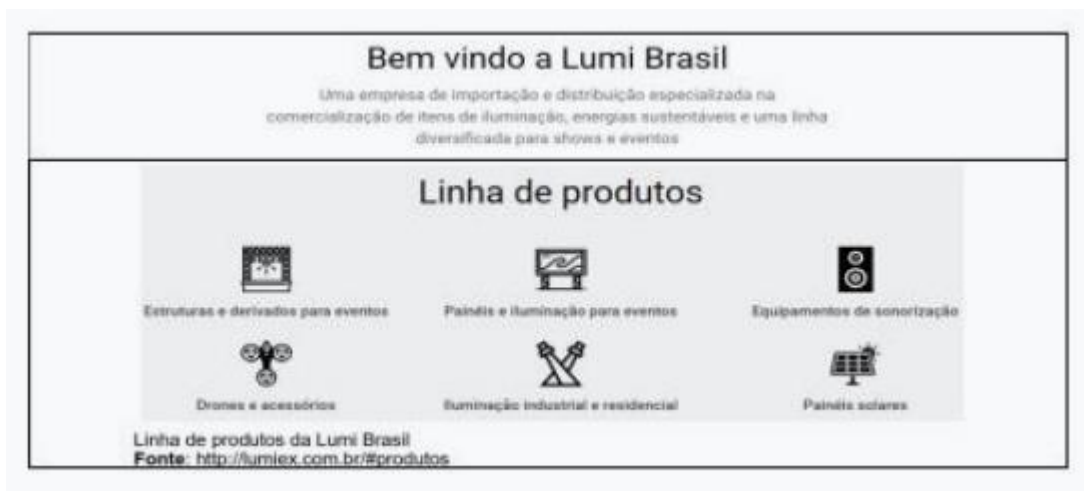 Bem vindo a Lumi Brasil
Uma empresa de importação e distribuição especializada na
comercialização de itens de iluminação, energias sustentáveis e uma linha
diversificada para shows e eventos
Linha de produtos
Estruturas e derivados para eventos
Painéis e iluminação para eventos
Equipamentos de sonorização
Drones e acessórios
Iluminação industrial e residencial
Painéis solares
Linha de produtos da Lumi Brasil
Fonte: http://lumiex.com.br/#produtos